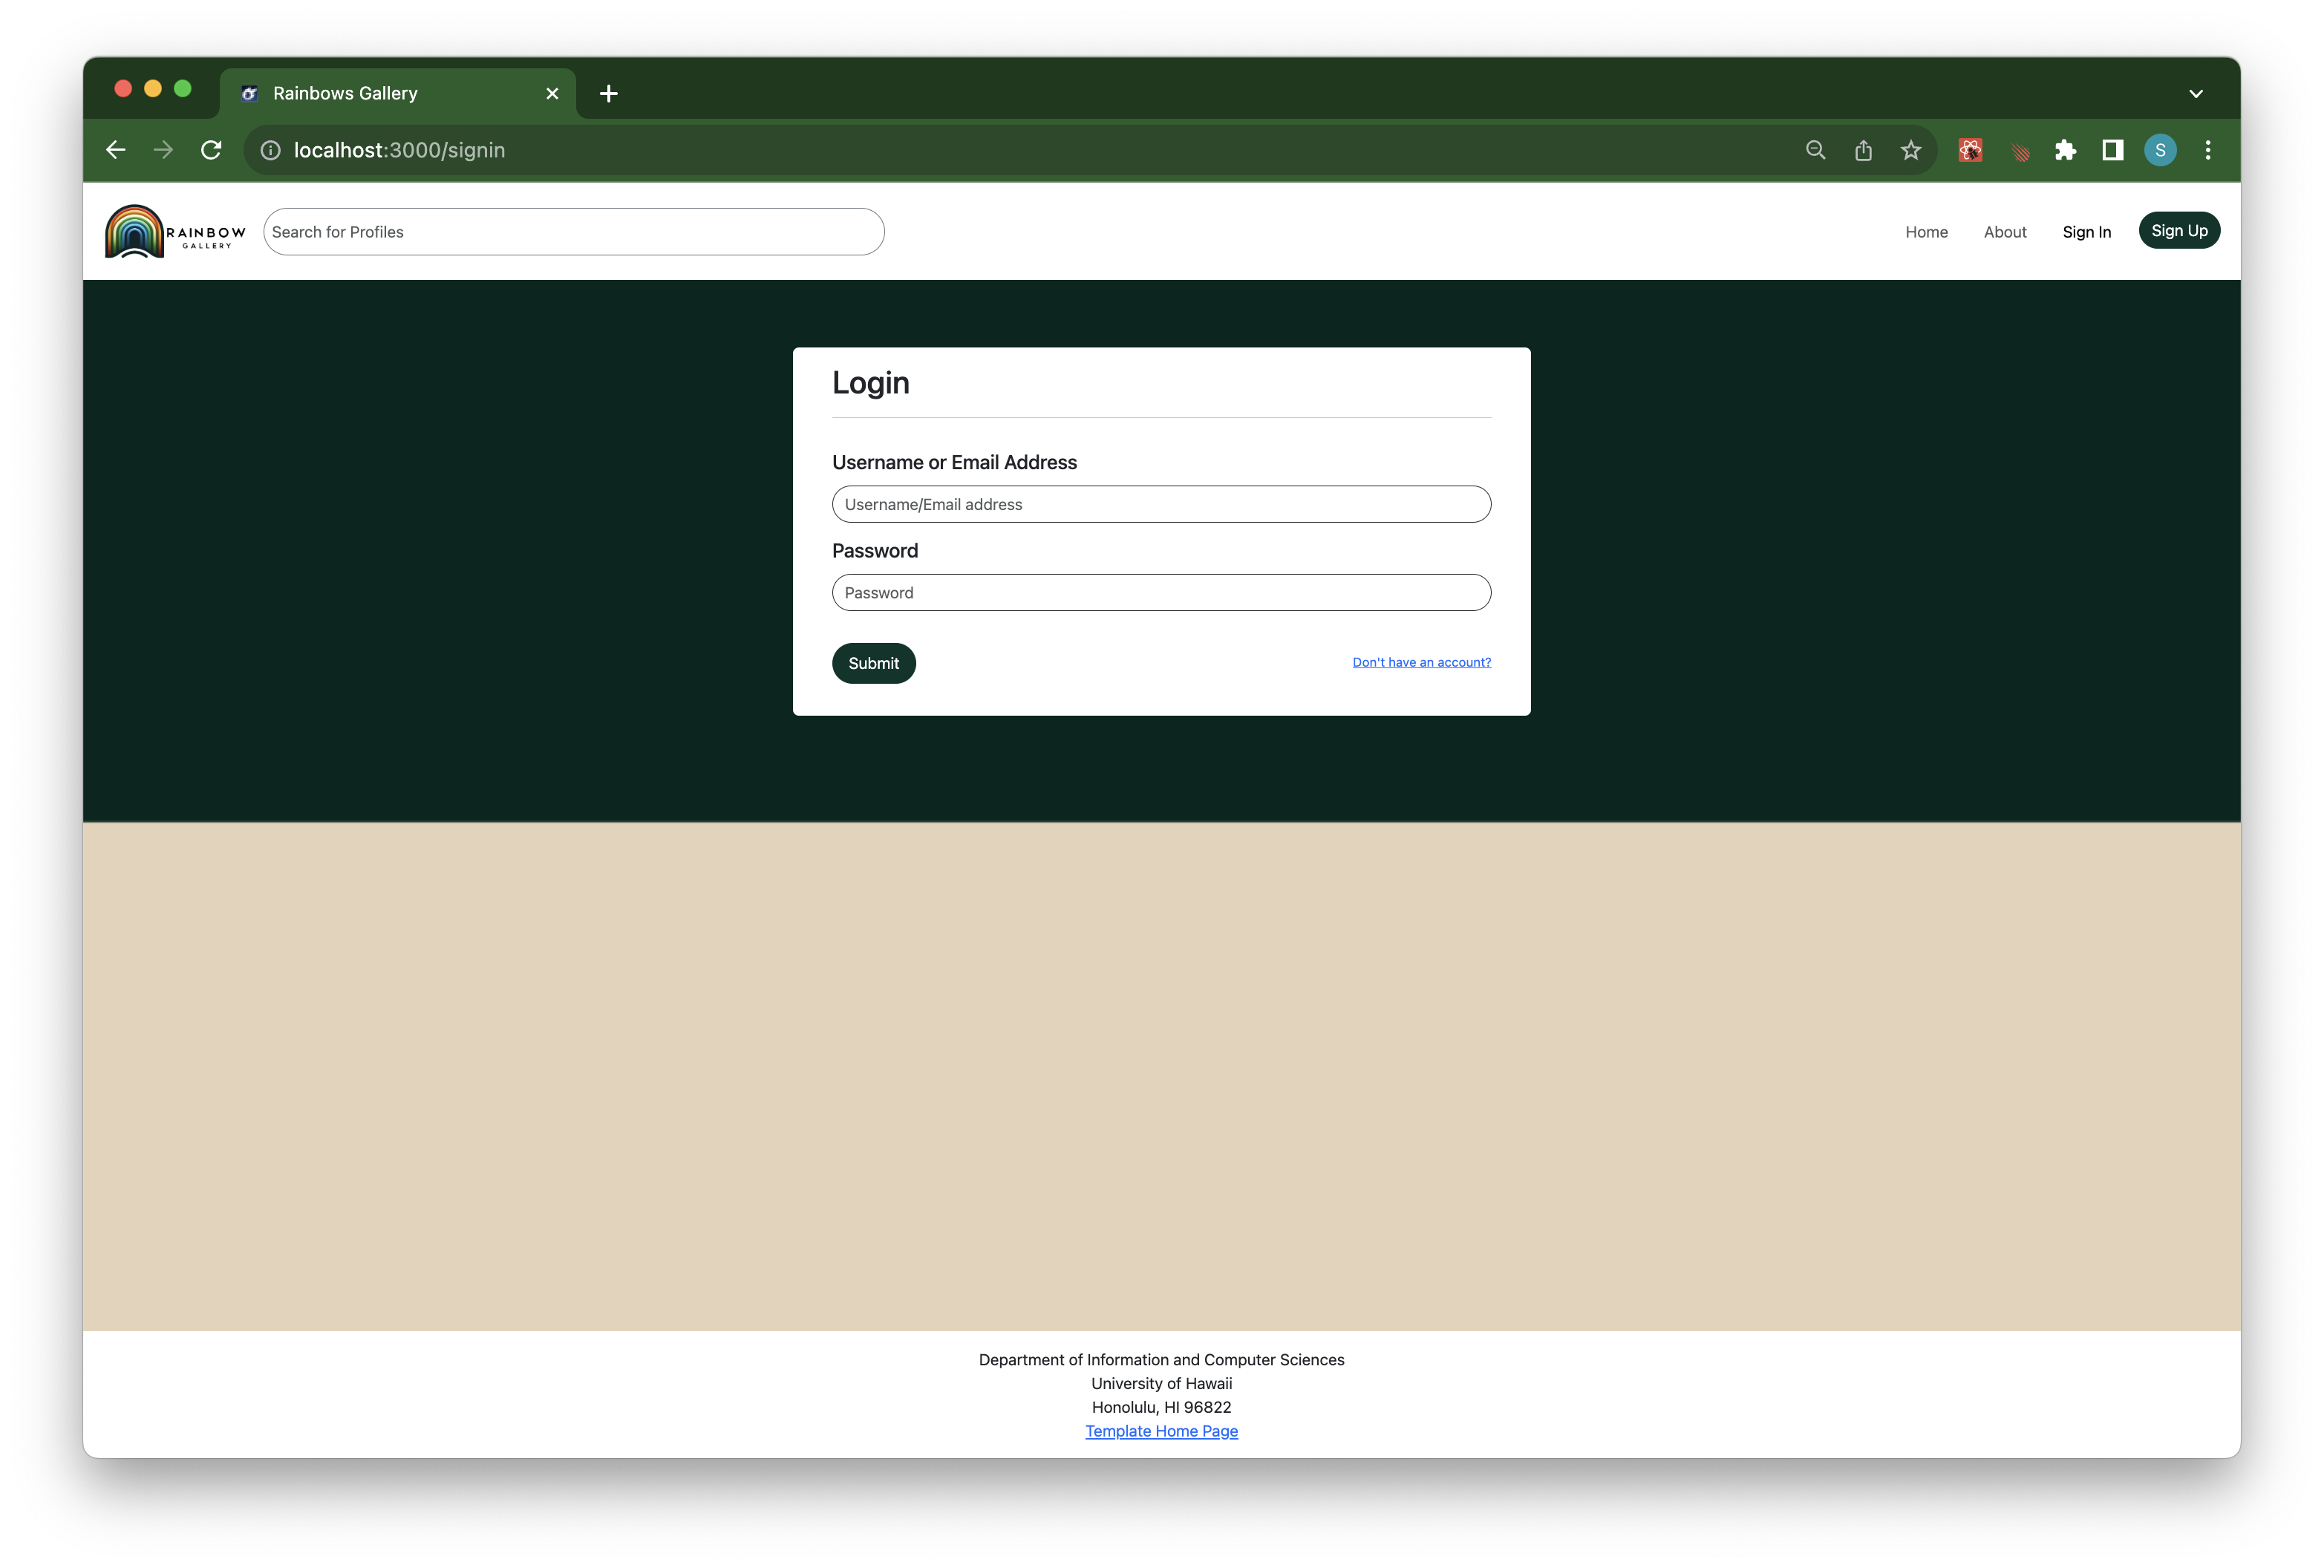 Rainbows Gallery
localhost:3000/signin
S
RAINBOW
GALLERY
Search for Profiles
Home
About
Sign In
Sign Up
Login
Username or Email Address
Username/Email address
Password
Password
Submit
Don't have an account?
Department of Information and Computer Sciences
University of Hawaii
Honolulu, HI 96822
Template Home Page